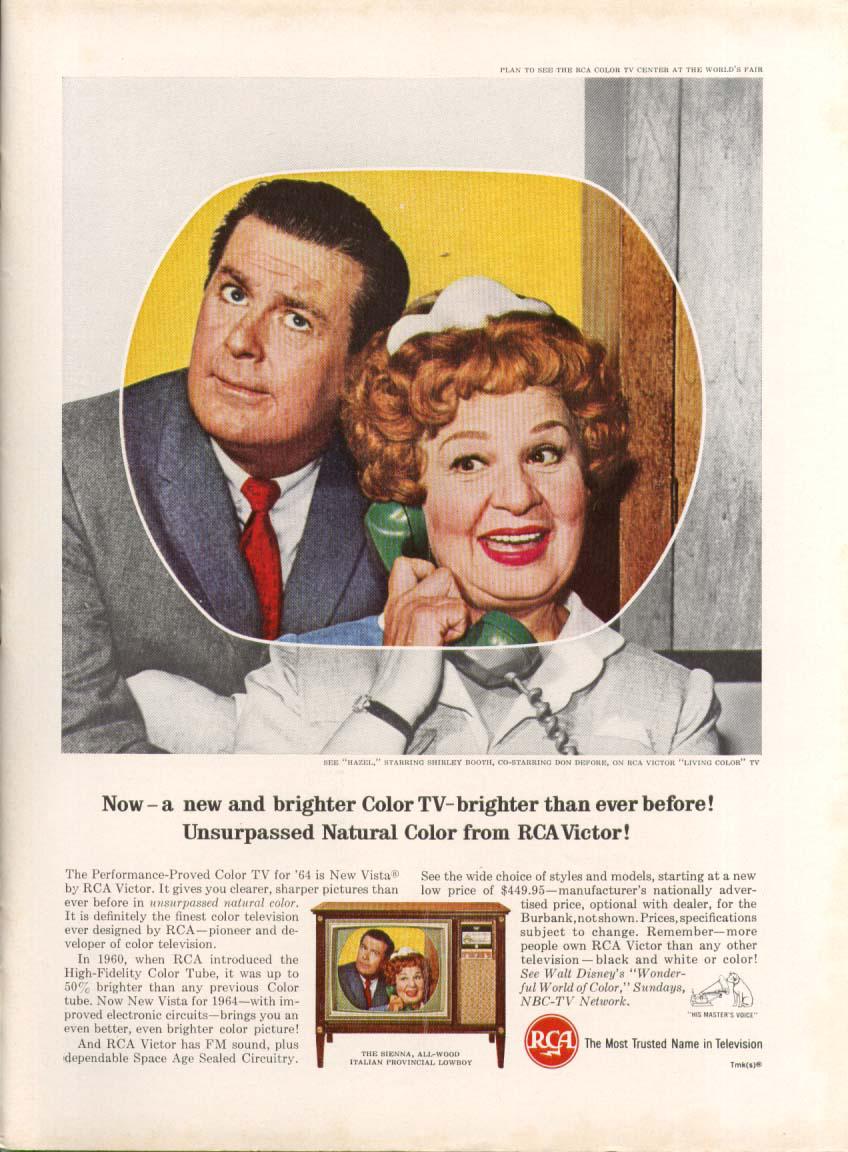 PLAN TO SEE THE RCA COLOR TV CENTER AT THE WORLD'S FAIR
SEE "HAZEL," STARRING SHIRLEY BOOTH, CO-STARRING DON DEFORE, ON RCA VICTOR "LIVING COLOR" TV
Now–a new and brighter Color TV–brighter than ever before!
Unsurpassed Natural Color from RCA Victor!
The Performance-Proved Color TV for '64 is New Vista®
by RCA Victor. It gives you clearer, sharper pictures than
ever before in unsurpassed natural color.
It is definitely the finest color television
ever designed by RCA—pioneer and de-
veloper of color television.
In 1960, when RCA introduced the
High-Fidelity Color Tube, it was up to
50% brighter than any previous Color
tube. Now New Vista for 1964—with im-
proved electronic circuits—brings you an
even better, even brighter color picture!
And RCA Victor has FM sound, plus
dependable Space Age Sealed Circuitry.
THE SIENNA, ALL-WOOD
ITALIAN PROVINCIAL LOWBOY
See the wide choice of styles and models, starting at a new
low price of $449.95—manufacturer's nationally adver-
tised price, optional with dealer, for the
Burbank, not shown. Prices, specifications
subject to change. Remember—more
people own RCA Victor than any other
television—black and white or color!
See Walt Disney's "Wonder-
ful World of Color," Sundays,
NBC-TV Network.
"HIS MASTER'S VOICE"
RCA
The Most Trusted Name in Television
Tmk(s)®